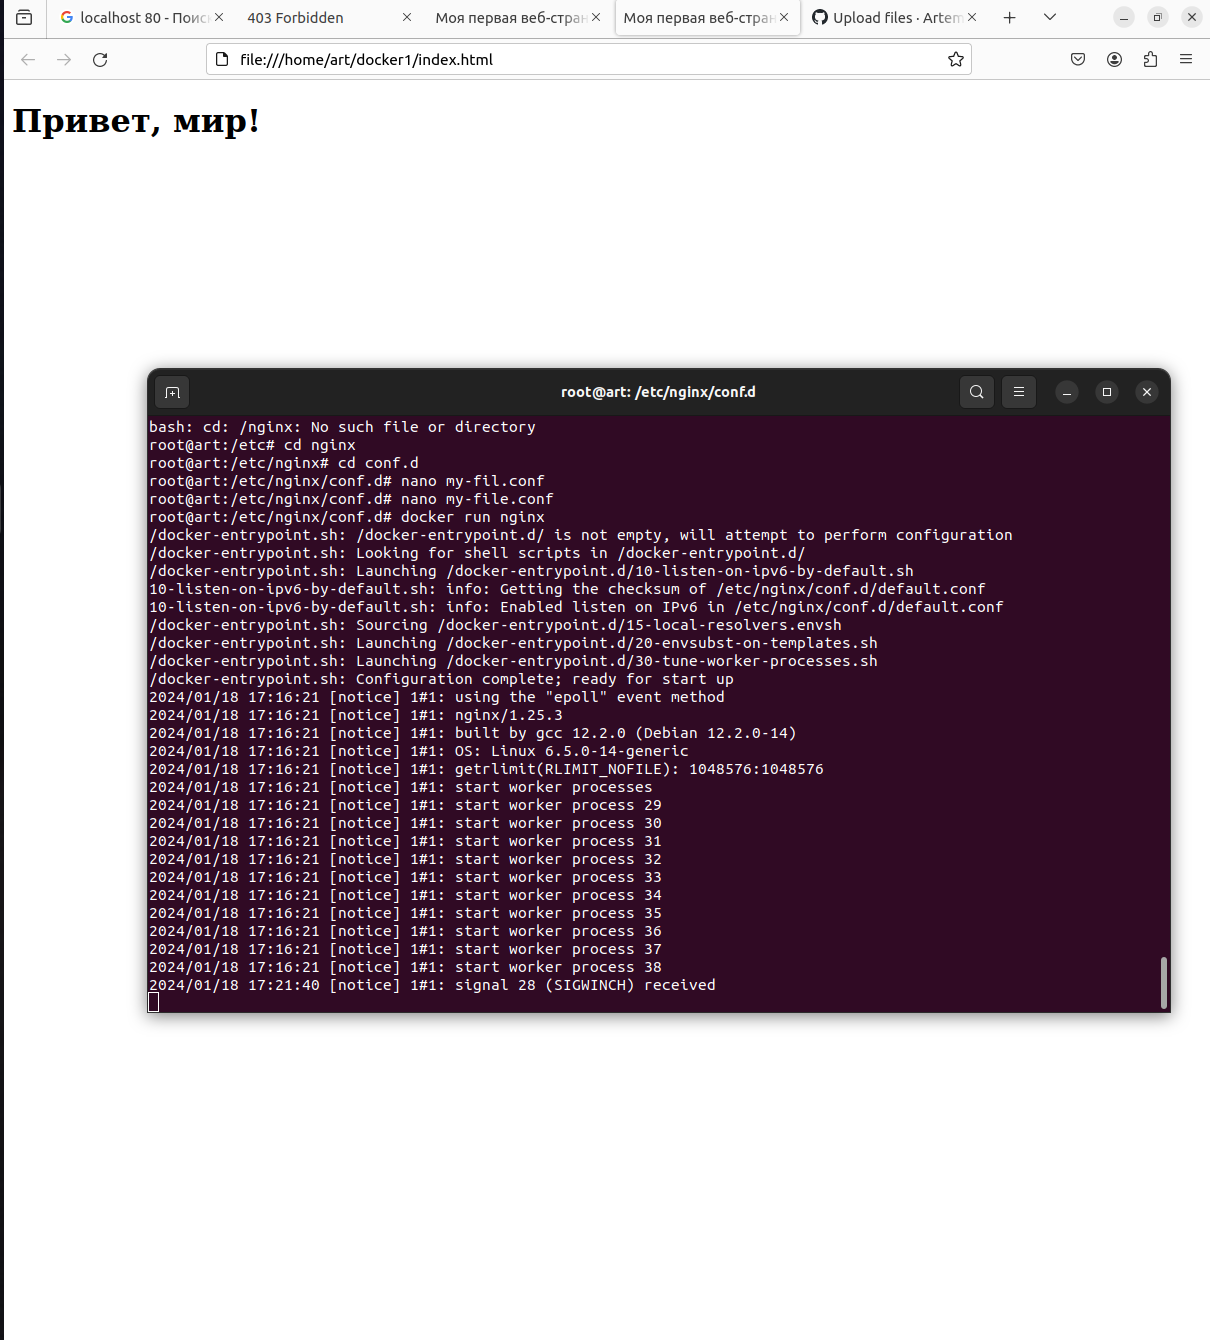 localhost 80 - Поис
403 Forbidden
Моя первая веб-стран
Моя первая веб-стран
Upload files · Artem
file:///home/art/docker1/index.html
Привет, мир!
root@art: /etc/nginx/conf.d
bash: cd: /nginx: No such file or directory
root@art:/etc# cd nginx
root@art:/etc/nginx# cd conf.d
root@art:/etc/nginx/conf.d# nano my-fil.conf
root@art:/etc/nginx/conf.d# nano my-file.conf
root@art:/etc/nginx/conf.d# docker run nginx
/docker-entrypoint.sh: /docker-entrypoint.d/ is not empty, will attempt to perform configuration
/docker-entrypoint.sh: Looking for shell scripts in /docker-entrypoint.d/
/docker-entrypoint.sh: Launching /docker-entrypoint.d/10-listen-on-ipv6-by-default.sh
10-listen-on-ipv6-by-default.sh: info: Getting the checksum of /etc/nginx/conf.d/default.conf
10-listen-on-ipv6-by-default.sh: info: Enabled listen on IPv6 in /etc/nginx/conf.d/default.conf
/docker-entrypoint.sh: Sourcing /docker-entrypoint.d/15-local-resolvers.envsh
/docker-entrypoint.sh: Launching /docker-entrypoint.d/20-envsubst-on-templates.sh
/docker-entrypoint.sh: Launching /docker-entrypoint.d/30-tune-worker-processes.sh
/docker-entrypoint.sh: Configuration complete; ready for start up
2024/01/18 17:16:21 [notice] 1#1: using the "epoll" event method
2024/01/18 17:16:21 [notice] 1#1: nginx/1.25.3
2024/01/18 17:16:21 [notice] 1#1: built by gcc 12.2.0 (Debian 12.2.0-14)
2024/01/18 17:16:21 [notice] 1#1: OS: Linux 6.5.0-14-generic
2024/01/18 17:16:21 [notice] 1#1: getrlimit(RLIMIT_NOFILE): 1048576:1048576
2024/01/18 17:16:21 [notice] 1#1: start worker processes
2024/01/18 17:16:21 [notice] 1#1: start worker process 29
2024/01/18 17:16:21 [notice] 1#1: start worker process 30
2024/01/18 17:16:21 [notice] 1#1: start worker process 31
2024/01/18 17:16:21 [notice] 1#1: start worker process 32
2024/01/18 17:16:21 [notice] 1#1: start worker process 33
2024/01/18 17:16:21 [notice] 1#1: start worker process 34
2024/01/18 17:16:21 [notice] 1#1: start worker process 35
2024/01/18 17:16:21 [notice] 1#1: start worker process 36
2024/01/18 17:16:21 [notice] 1#1: start worker process 37
2024/01/18 17:16:21 [notice] 1#1: start worker process 38
2024/01/18 17:21:40 [notice] 1#1: signal 28 (SIGWINCH) received